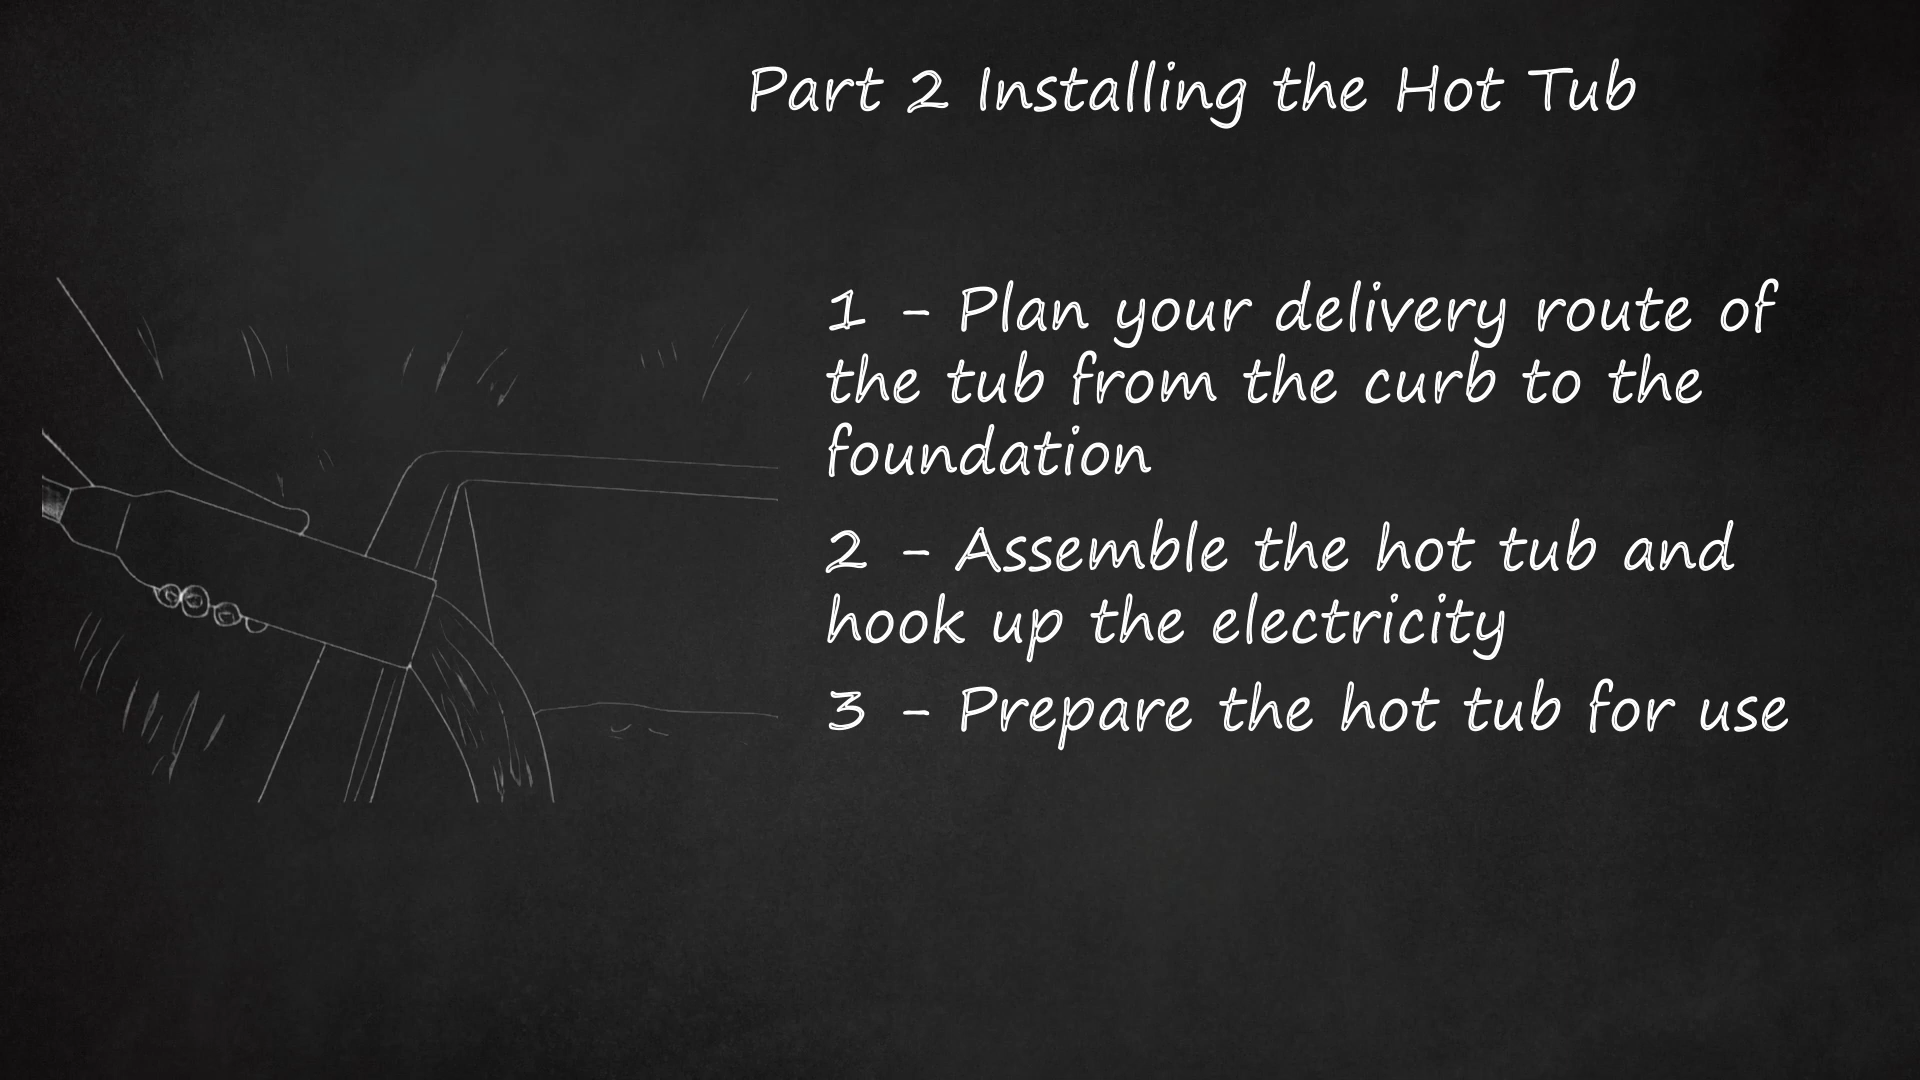 Part 2 Installing the Hot Tub
1 - Plan your delivery route of
the tub from the curb to the
foundation
2 - Assemble the hot tub and
hook up the electricity
3 - Prepare the hot tub for use